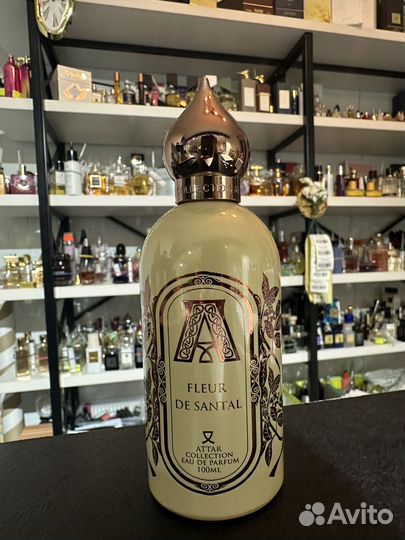 A
FLEUR
DE SANTAL
ATTAR
COLLECTION
EAU DE PARFUM
100ML
Avito